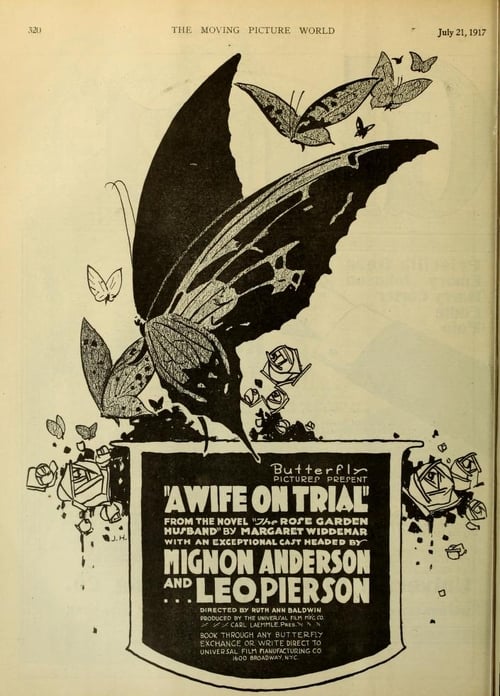 320
THE MOVING PICTURE WORLD
July 21, 1917
Butterfly
PICTURES PRESENT
"A WIFE ON TRIAL"
FROM THE NOVEL "The ROSE GARDEN
HUSBAND" BY MARGARET WIDDEMAR
WITH AN EXCEPTIONAL CAST HEADED BY
MIGNON ANDERSON
AND
... LEO. PIERSON
DIRECTED BY RUTH ANN BALDWIN
PRODUCED BY THE UNIVERSAL FILM MF'G. CO.
CARL LAEMMLE, PRES.
BOOK THROUGH ANY BUTTERFLY
EXCHANGE OR WRITE DIRECT TO
UNIVERSAL FILM MANUFACTURING CO
1600 BROADWAY, N.Y.C.
J.H.